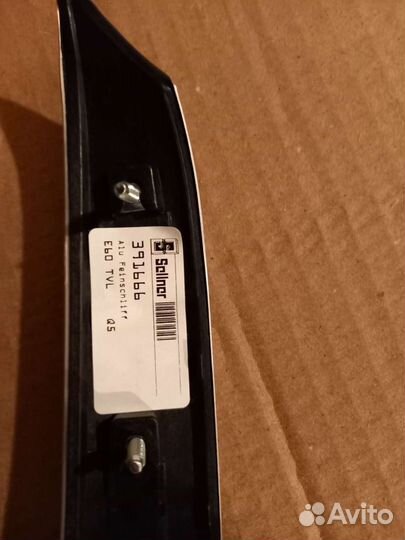 Sellner
391666
Alu Feinschliff
E60 TVL Q5
Avito